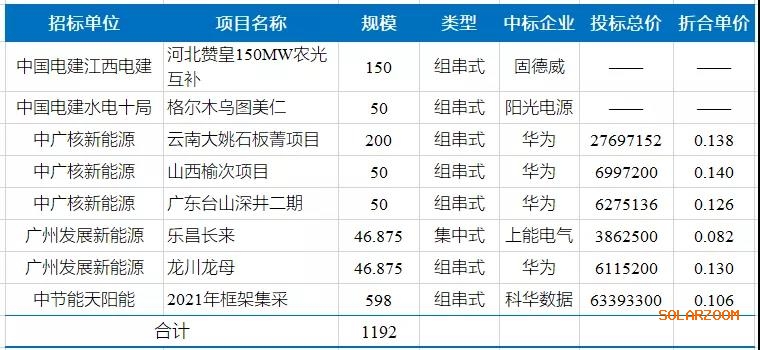 招标单位 项目名称 规模 类型 中标企业 投标总价 折合单价
中国电建江西电建 河北赞皇150MW农光互补 150 组串式 固德威 —— ——
中国电建水电十局 格尔木乌图美仁 50 组串式 阳光电源 —— ——
中广核新能源 云南大姚石板菁项目 200 组串式 华为 27697152 0.138
中广核新能源 山西榆次项目 50 组串式 华为 6997200 0.140
中广核新能源 广东台山深井二期 50 组串式 华为 6275136 0.126
广州发展新能源 乐昌长来 46.875 集中式 上能电气 3862500 0.082
广州发展新能源 龙川龙母 46.875 组串式 华为 6115200 0.130
中节能天阳能 2021年框架集采 598 组串式 科华数据 63393300 0.106
合计 1192
SOLARZOOM